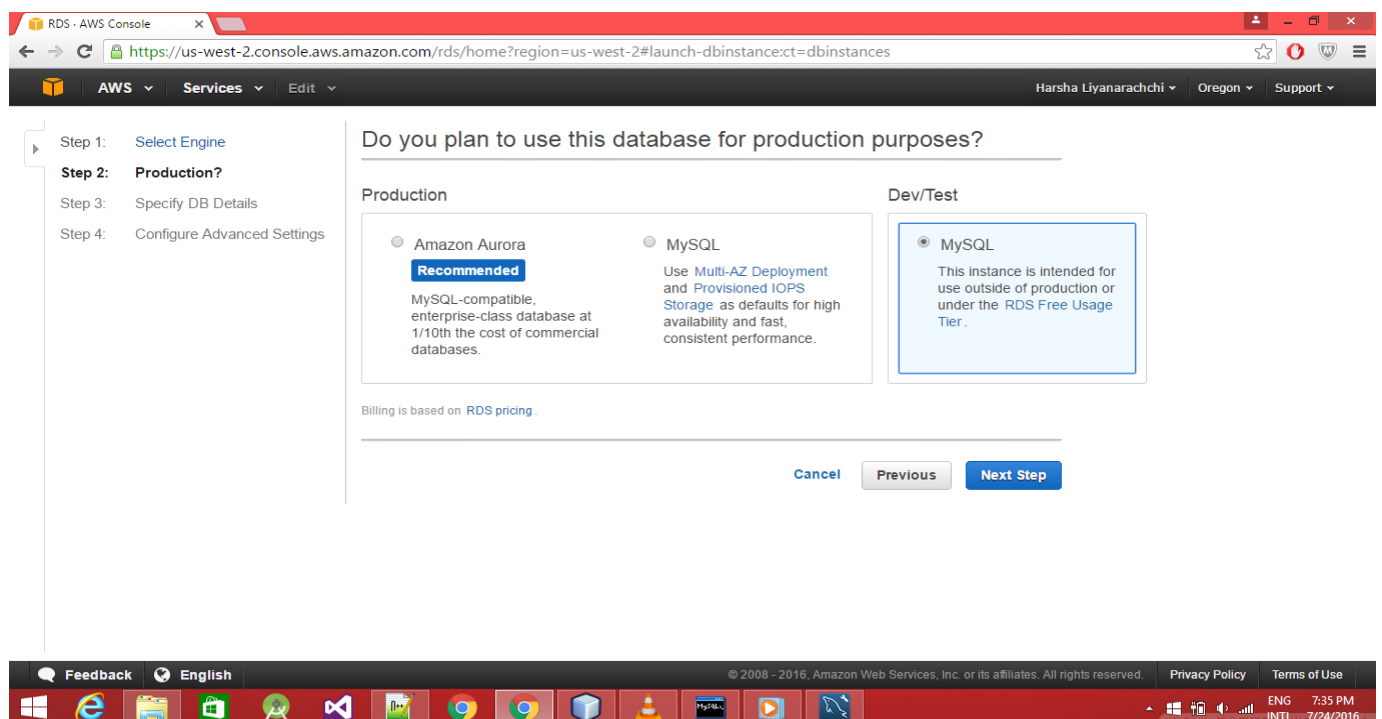 RDS · AWS Console
https://us-west-2.console.aws.amazon.com/rds/home?region=us-west-2#launch-dbinstance:ct=dbinstances
AWS Services Edit Harsha Liyanarachchi Oregon Support
Step 1: Select Engine
Step 2: Production?
Step 3: Specify DB Details
Step 4: Configure Advanced Settings
Do you plan to use this database for production purposes?
Production
Amazon Aurora
Recommended
MySQL-compatible,
enterprise-class database at
1/10th the cost of commercial
databases.
MySQL
Use Multi-AZ Deployment
and Provisioned IOPS
Storage as defaults for high
availability and fast,
consistent performance.
Dev/Test
MySQL
This instance is intended for
use outside of production or
under the RDS Free Usage
Tier.
Billing is based on RDS pricing.
Cancel Previous Next Step
Feedback English © 2008 - 2016, Amazon Web Services, Inc. or its affiliates. All rights reserved. Privacy Policy Terms of Use
ENG 7:35 PM
INTL 7/24/2016